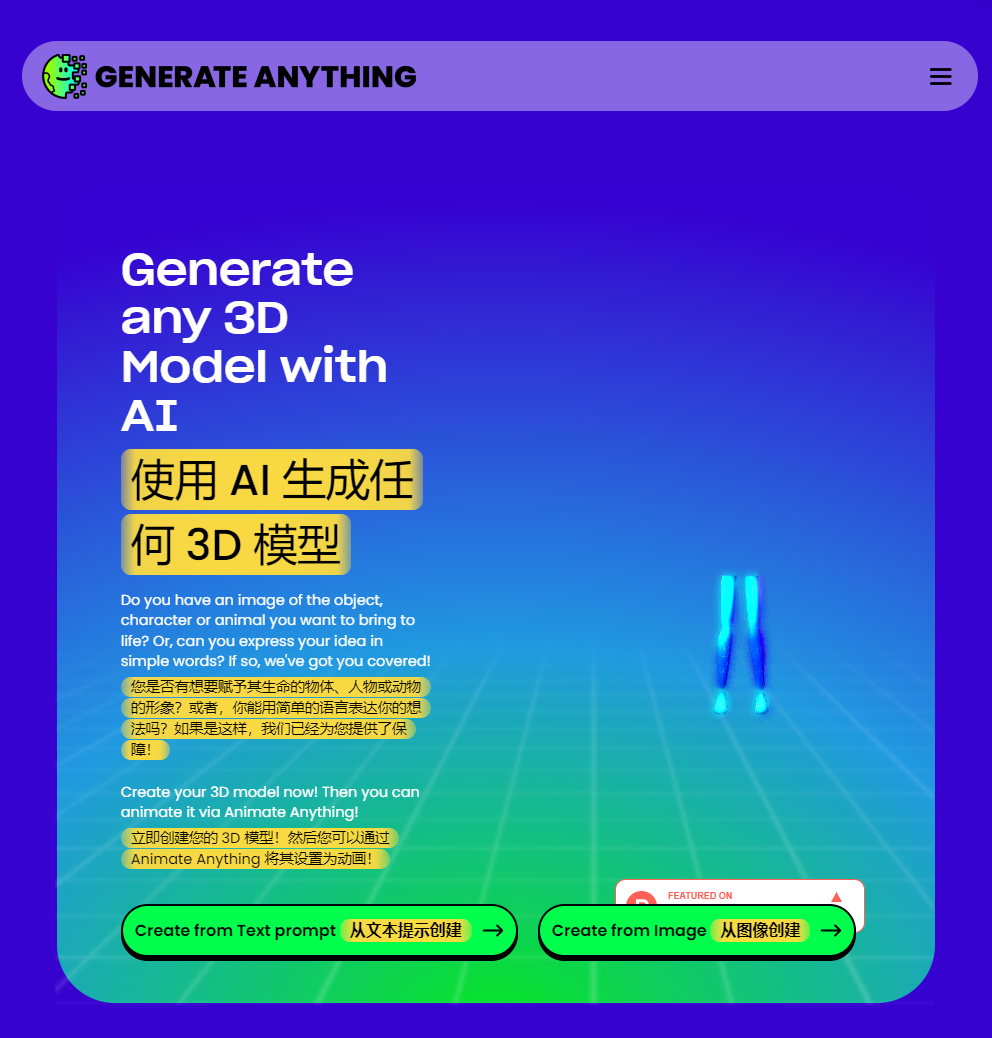 GENERATE ANYTHING
Generate
any 3D
Model with
AI
使用 AI 生成任
何 3D 模型
Do you have an image of the object,
character or animal you want to bring to
life? Or, can you express your idea in
simple words? If so, we've got you covered!
您是否有想要赋予其生命的物体、人物或动物
的形象？或者，你能用简单的语言表达你的想
法吗？如果是这样，我们已经为您提供了保
障！
Create your 3D model now! Then you can
animate it via Animate Anything!
立即创建您的 3D 模型！然后您可以通过
Animate Anything 将其设置为动画！
FEATURED ON
Create from Text prompt 从文本提示创建
Create from Image 从图像创建